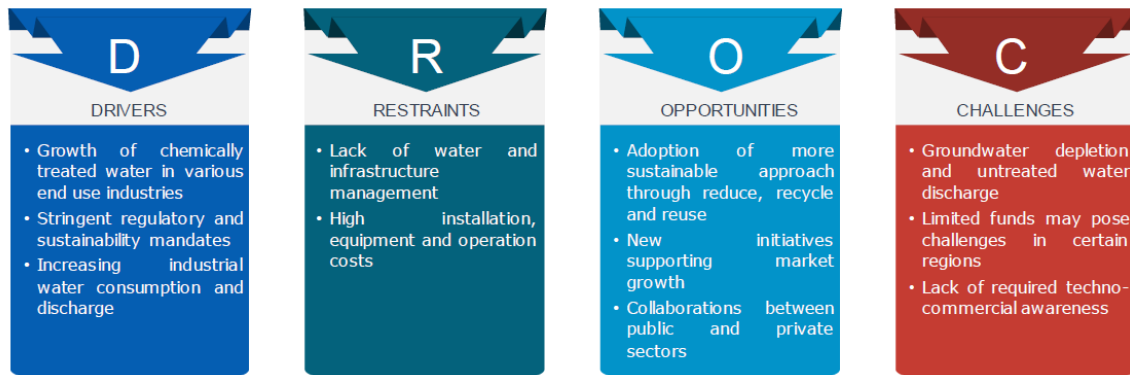 D
DRIVERS
• Growth of chemically
treated water in various
end use industries
• Stringent regulatory and
sustainability mandates
• Increasing industrial
water consumption and
discharge
R
RESTRAINTS
• Lack of water and
infrastructure
management
• High installation,
equipment and operation
costs
O
OPPORTUNITIES
• Adoption of more
sustainable approach
through reduce, recycle
and reuse
• New initiatives
supporting market
growth
• Collaborations between
public and private
sectors
C
CHALLENGES
• Groundwater depletion
and untreated water
discharge
• Limited funds may pose
challenges in certain
regions
• Lack of required techno-
commercial awareness